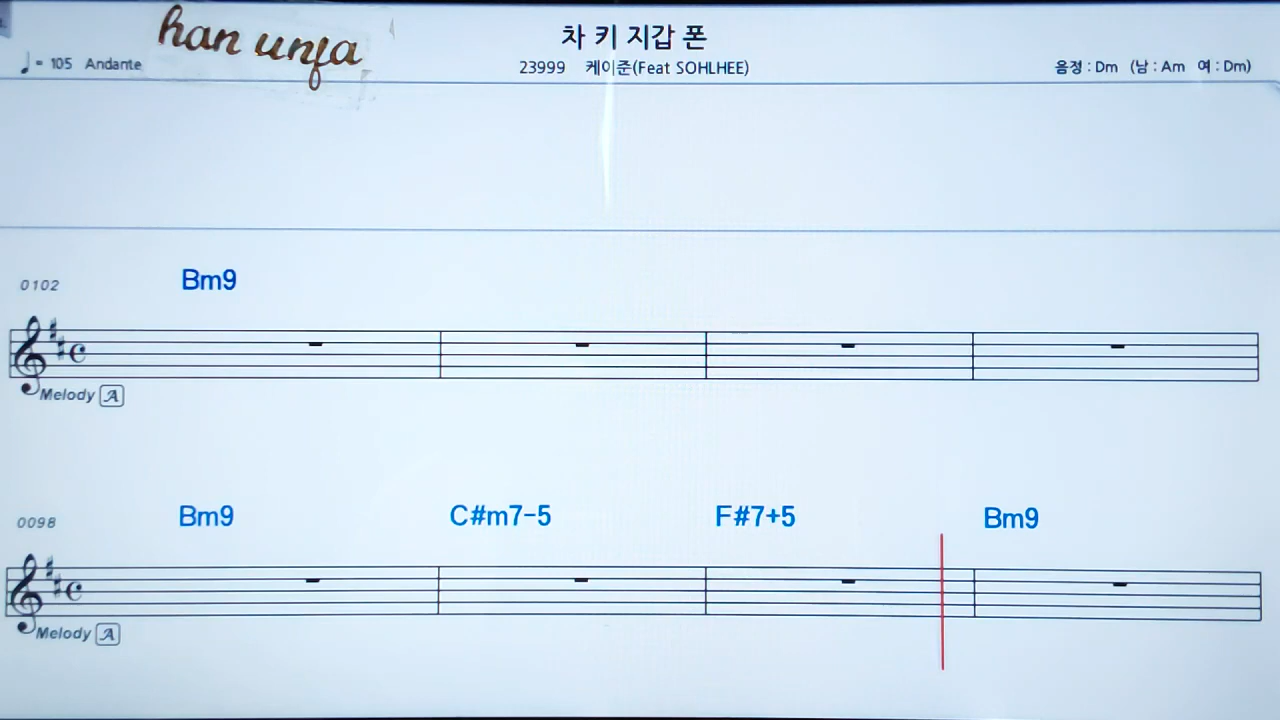 han unfa
차 키 지갑 폰
♩= 105 Andante
23999 케이준(Feat SOHLHEE)
음정 : Dm (남 : Am 여 : Dm)
0102
Bm9
Melody A
0098
Bm9 C#m7-5 F#7+5 Bm9
Melody A